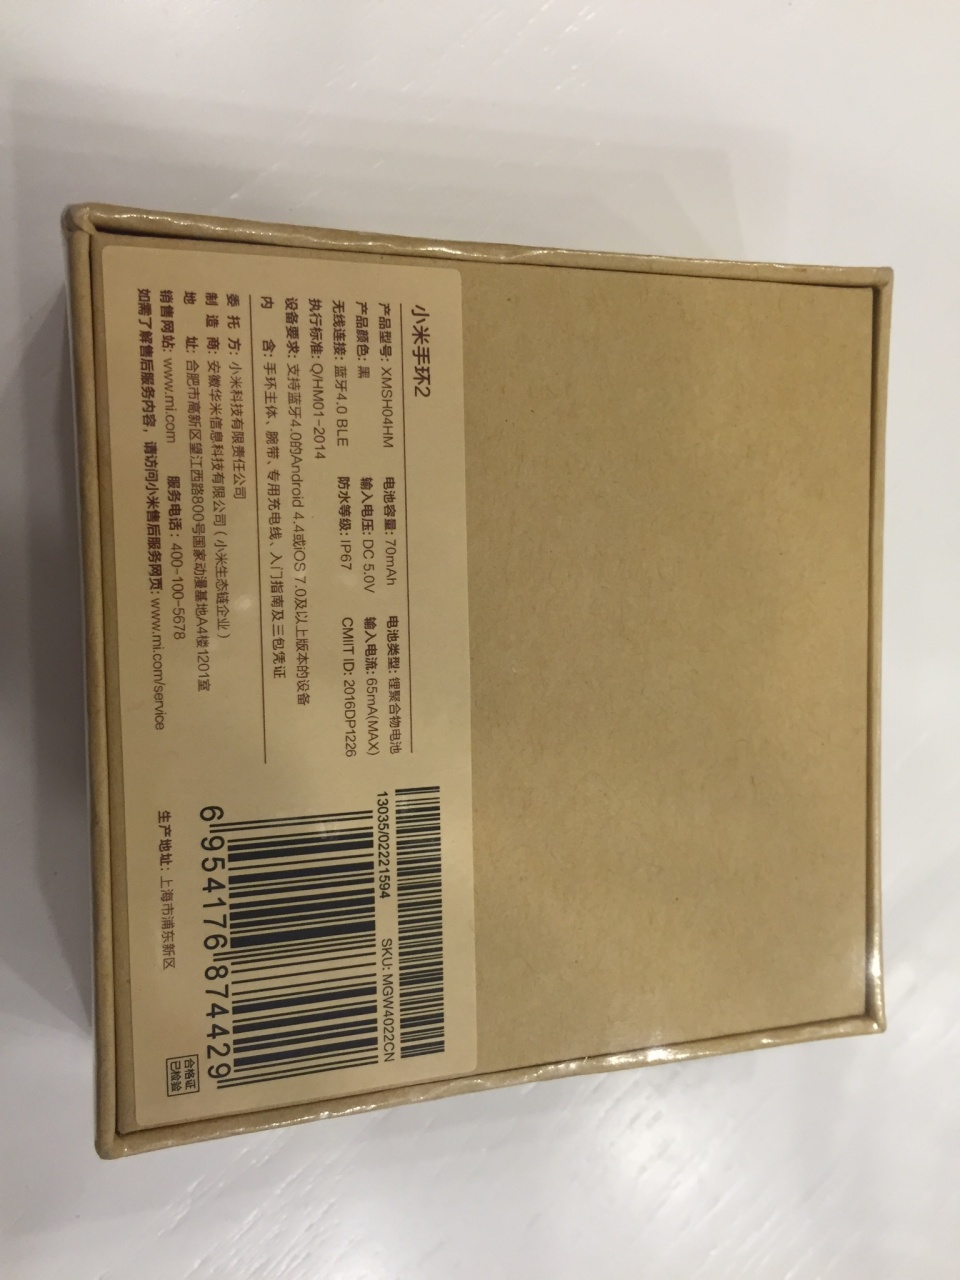 小米手环2
产品型号: XMSH04HM 电池容量: 70mAh 电池类型: 锂聚合物电池
产品颜色: 黑 输入电压: DC 5.0V 输入电流: 65mA(MAX)
无线连接: 蓝牙4.0 BLE 防水等级: IP67 CMIIT ID: 2016DP1226
执行标准: Q/HM01-2014
设备要求: 支持蓝牙4.0的Android 4.4或iOS 7.0及以上版本的设备
内 含: 手环主体、腕带、专用充电线、入门指南及三包凭证
委 托 方: 小米科技有限责任公司
制 造 商: 安徽华米信息科技有限公司(小米生态链企业)
地 址: 合肥市高新区望江西路800号国家动漫基地A4楼1201室
销售网站: www.mi.com 服务电话: 400-100-5678
如需了解售后服务内容, 请访问小米售后服务网页: www.mi.com/service
13035/02221594 SKU: MGW4022CN
6 954176 874429
生产地址: 上海市浦东新区
合格证
已检验